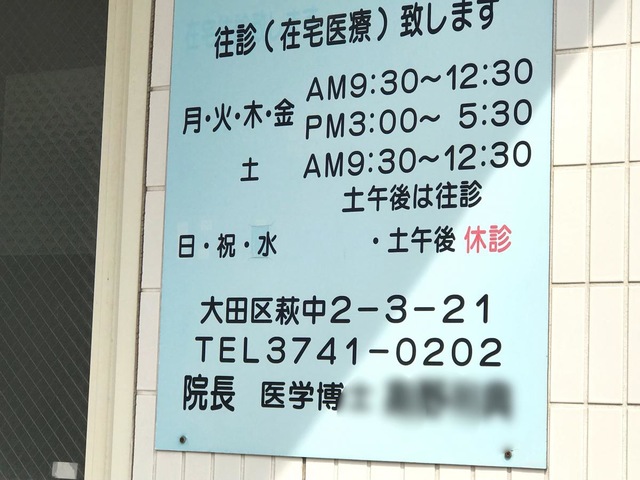 往診(在宅医療)致します
月・火・木・金 AM9:30〜12:30
PM3:00〜 5:30
土 AM9:30〜12:30
土午後は往診
日・祝・水 ・土午後 休診
大田区萩中2-3-21
TEL3741-0202
院長 医学博